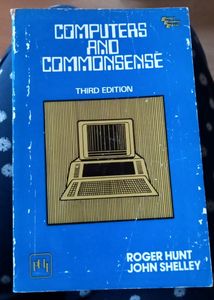 COMPUTERS
AND
COMMONSENSE
THIRD EDITION
ROGER HUNT
JOHN SHELLEY